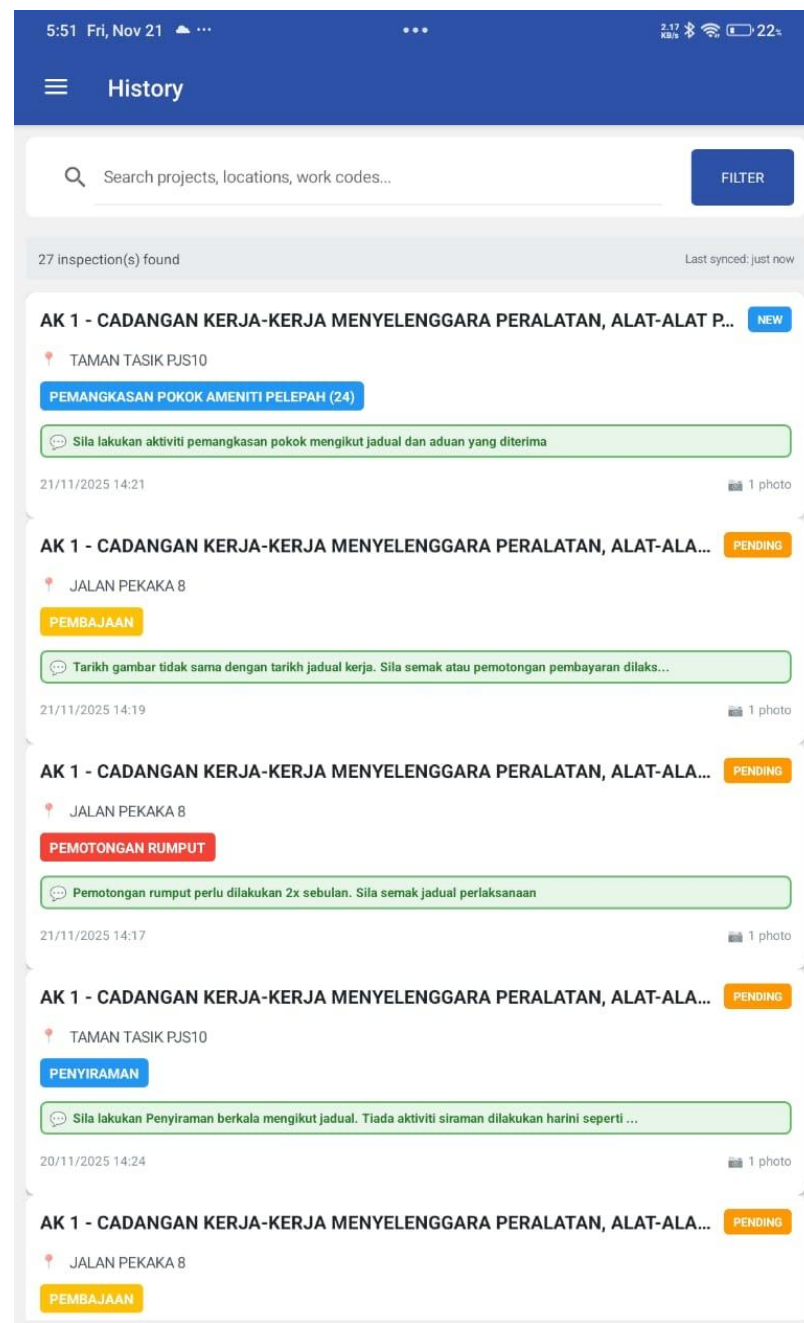 5:51 Fri, Nov 21 ... 2.17 KB/s 22%
History
Search projects, locations, work codes...
FILTER
27 inspection(s) found
Last synced: just now
AK 1 - CADANGAN KERJA-KERJA MENYELENGGARA PERALATAN, ALAT-ALAT P... NEW
TAMAN TASIK PJS10
PEMANGKASAN POKOK AMENITI PELEPAH (24)
Sila lakukan aktiviti pemangkasan pokok mengikut jadual dan aduan yang diterima
21/11/2025 14:21 1 photo
AK 1 - CADANGAN KERJA-KERJA MENYELENGGARA PERALATAN, ALAT-ALA... PENDING
JALAN PEKAKA 8
PEMBAJAAN
Tarikh gambar tidak sama dengan tarikh jadual kerja. Sila semak atau pemotongan pembayaran dilaks...
21/11/2025 14:19 1 photo
AK 1 - CADANGAN KERJA-KERJA MENYELENGGARA PERALATAN, ALAT-ALA... PENDING
JALAN PEKAKA 8
PEMOTONGAN RUMPUT
Pemotongan rumput perlu dilakukan 2x sebulan. Sila semak jadual perlaksanaan
21/11/2025 14:17 1 photo
AK 1 - CADANGAN KERJA-KERJA MENYELENGGARA PERALATAN, ALAT-ALA... PENDING
TAMAN TASIK PJS10
PENYIRAMAN
Sila lakukan Penyiraman berkala mengikut jadual. Tiada aktiviti siraman dilakukan harini seperti ...
20/11/2025 14:24 1 photo
AK 1 - CADANGAN KERJA-KERJA MENYELENGGARA PERALATAN, ALAT-ALA... PENDING
JALAN PEKAKA 8
PEMBAJAAN